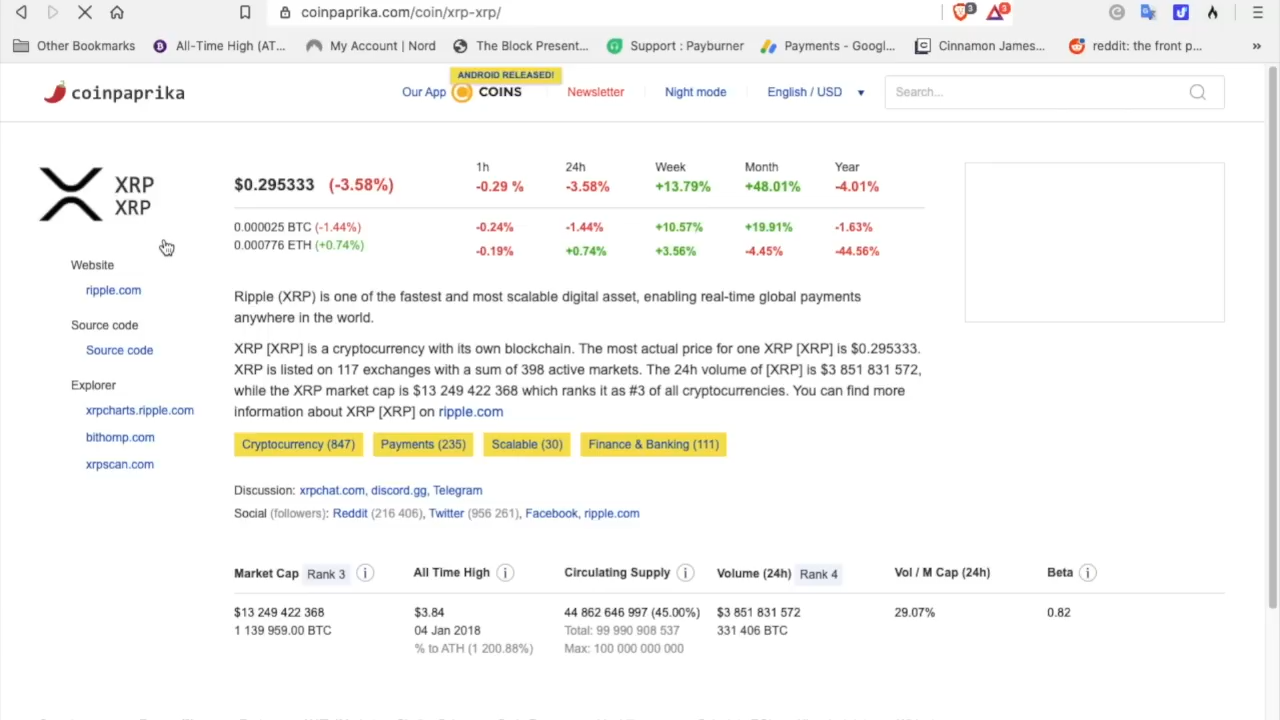 coinpaprika.com/coin/xrp-xrp/
3
3
Other Bookmarks
All-Time High (AT...
My Account | Nord
The Block Present...
Support : Payburner
Payments - Googl...
Cinnamon James...
reddit: the front p...
»
ANDROID RELEASED!
coinpaprika
Our App
COINS
Newsletter
Night mode
English / USD
Search...
XRP
XRP
$0.295333 (-3.58%)
1h
24h
Week
Month
Year
-0.29 %
-3.58%
+13.79%
+48.01%
-4.01%
0.000025 BTC (-1.44%)
-0.24%
-1.44%
+10.57%
+19.91%
-1.63%
0.000776 ETH (+0.74%)
-0.19%
+0.74%
+3.56%
-4.45%
-44.56%
Website
ripple.com
Source code
Source code
Explorer
xrpcharts.ripple.com
bithomp.com
xrpscan.com
Ripple (XRP) is one of the fastest and most scalable digital asset, enabling real-time global payments
anywhere in the world.
XRP [XRP] is a cryptocurrency with its own blockchain. The most actual price for one XRP [XRP] is $0.295333.
XRP is listed on 117 exchanges with a sum of 398 active markets. The 24h volume of [XRP] is $3 851 831 572,
while the XRP market cap is $13 249 422 368 which ranks it as #3 of all cryptocurrencies. You can find more
information about XRP [XRP] on ripple.com
Cryptocurrency (847)
Payments (235)
Scalable (30)
Finance & Banking (111)
Discussion: xrpchat.com, discord.gg, Telegram
Social (followers): Reddit (216 406), Twitter (956 261), Facebook, ripple.com
Market Cap Rank 3 i
All Time High i
Circulating Supply i
Volume (24h) Rank 4
Vol / M Cap (24h)
Beta i
$13 249 422 368
$3.84
44 862 646 997 (45.00%)
$3 851 831 572
29.07%
0.82
1 139 959.00 BTC
04 Jan 2018
Total: 99 990 908 537
331 406 BTC
% to ATH (1 200.88%)
Max: 100 000 000 000